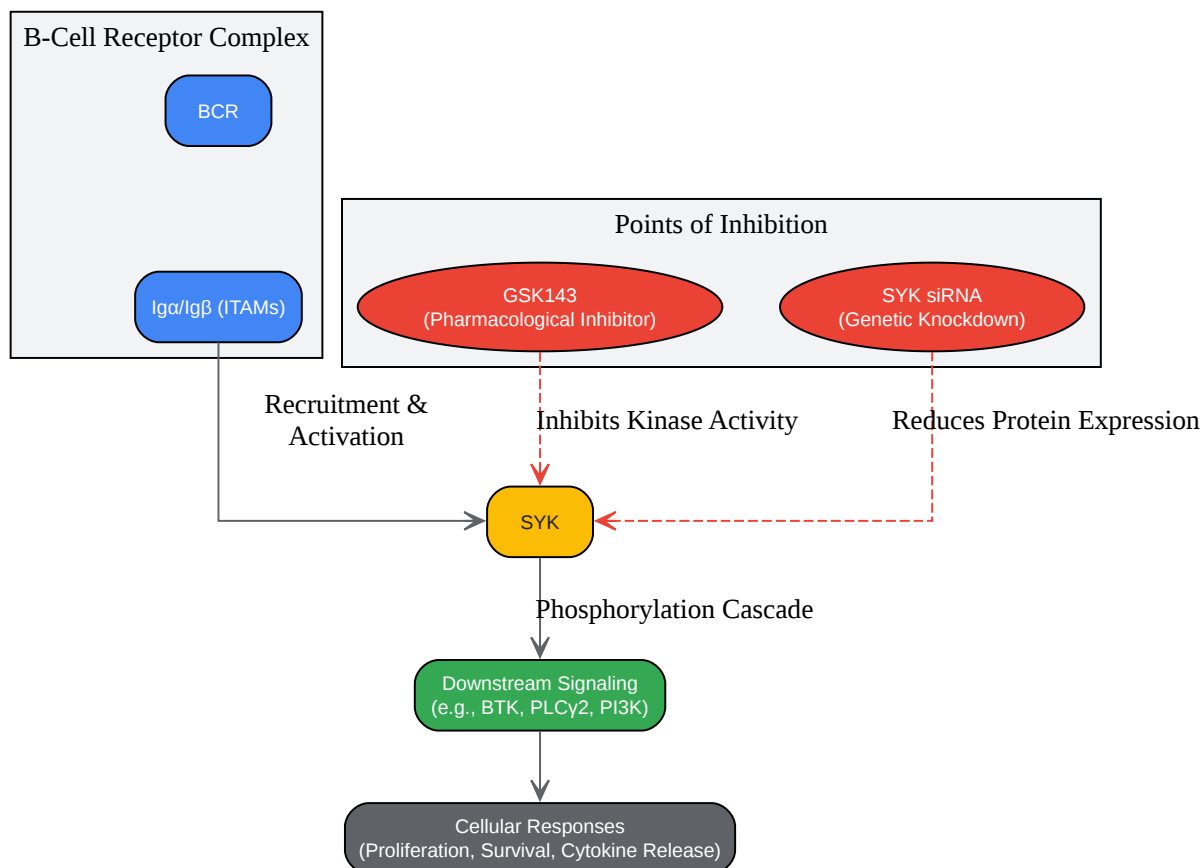 B-Cell Receptor Complex
BCR
Igα/Igβ (ITAMs)
Points of Inhibition
GSK143
(Pharmacological Inhibitor)
SYK siRNA
(Genetic Knockdown)
Recruitment &
Activation
Inhibits Kinase Activity
Reduces Protein Expression
SYK
Phosphorylation Cascade
Downstream Signaling
(e.g., BTK, PLCγ2, PI3K)
Cellular Responses
(Proliferation, Survival, Cytokine Release)